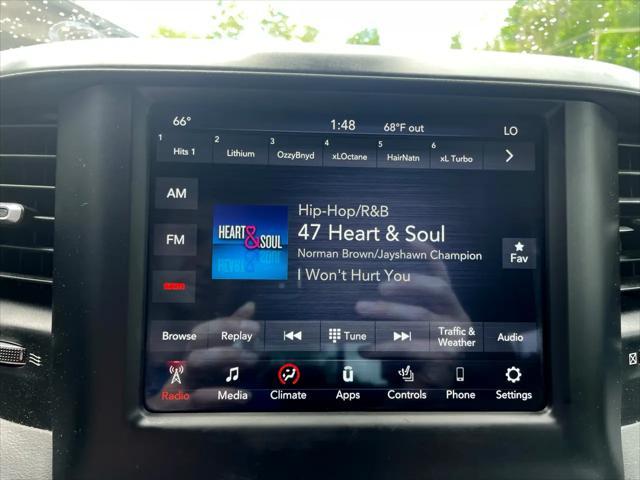 66°
1:48
68°F out
LO
1 Hits 1
2 Lithium
3 OzzyBnyd
4 xLOctane
5 HairNatn
6 xL Turbo
AM
FM
HEART & SOUL
Hip-Hop/R&B
47 Heart & Soul
Norman Brown/Jayshawn Champion
I Won't Hurt You
Fav
Browse
Replay
Tune
Traffic & Weather
Audio
Radio
Media
Climate
Apps
Controls
Phone
Settings